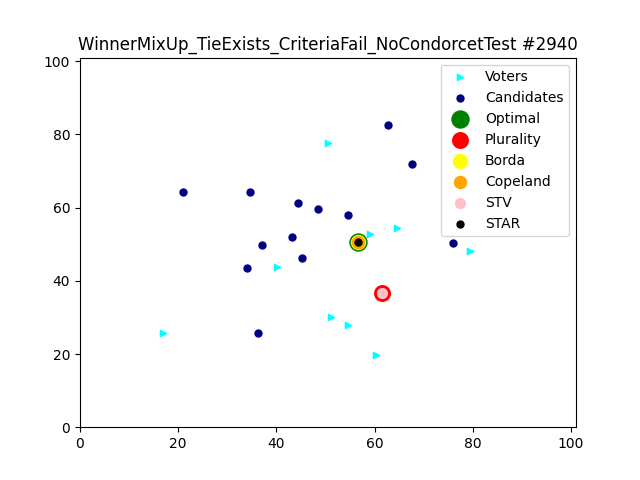 WinnerMixUp_TieExists_CriteriaFail_NoCondorcetTest #2940
100
80
60
40
20
0
0 20 40 60 80 100
Voters
Candidates
Optimal
Plurality
Borda
Copeland
STV
STAR